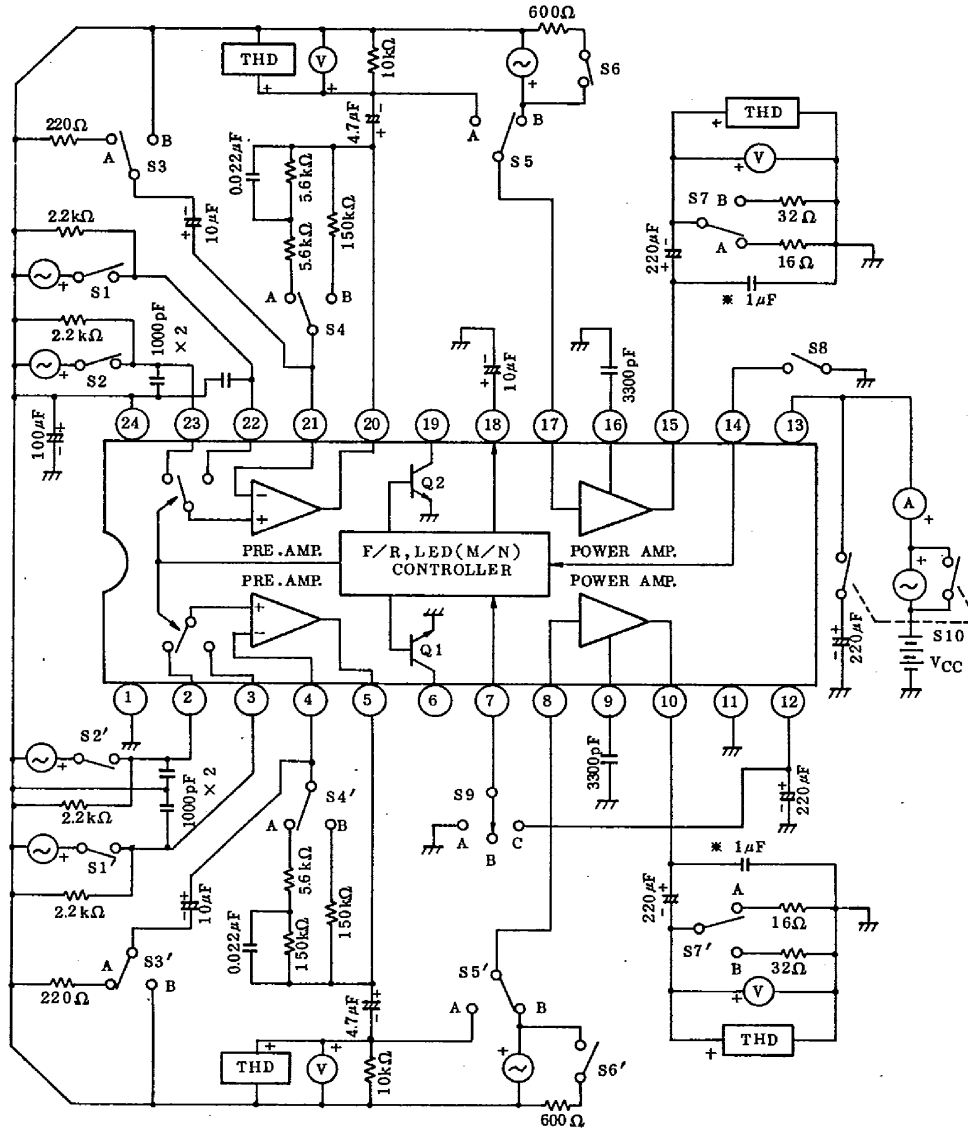 600Ω
THD
V
10kΩ
S6
THD
V
220Ω
A
B
S3
4.7μF
A
B
S5
S7 B
32Ω
A
16Ω
0.022μF
5.6kΩ
5.6kΩ
150kΩ
10μF
220μF
2.2kΩ
S1
2.2kΩ
S2
1000pF × 2
A
B
S4
✻ 1μF
10μF
3300pF
S8
100μF
24
23
22
21
20
19
18
17
16
15
14
13
Q2
A
PRE.AMP.
F/R, LED(M/N)
CONTROLLER
POWER AMP.
PRE.AMP.
POWER AMP.
Q1
220μF
S10
VCC
1
2
3
4
5
6
7
8
9
10
11
12
S2'
1000pF × 2
2.2kΩ
S1'
2.2kΩ
10μF
S4'
A
B
5.6kΩ
150kΩ
150kΩ
0.022μF
S9
A
B
C
3300pF
220μF
✻ 1μF
220μF
A
16Ω
S7'
B
32Ω
V
THD
A
S3'
B
220Ω
4.7μF
S5'
A
B
THD
V
10kΩ
S6'
600Ω